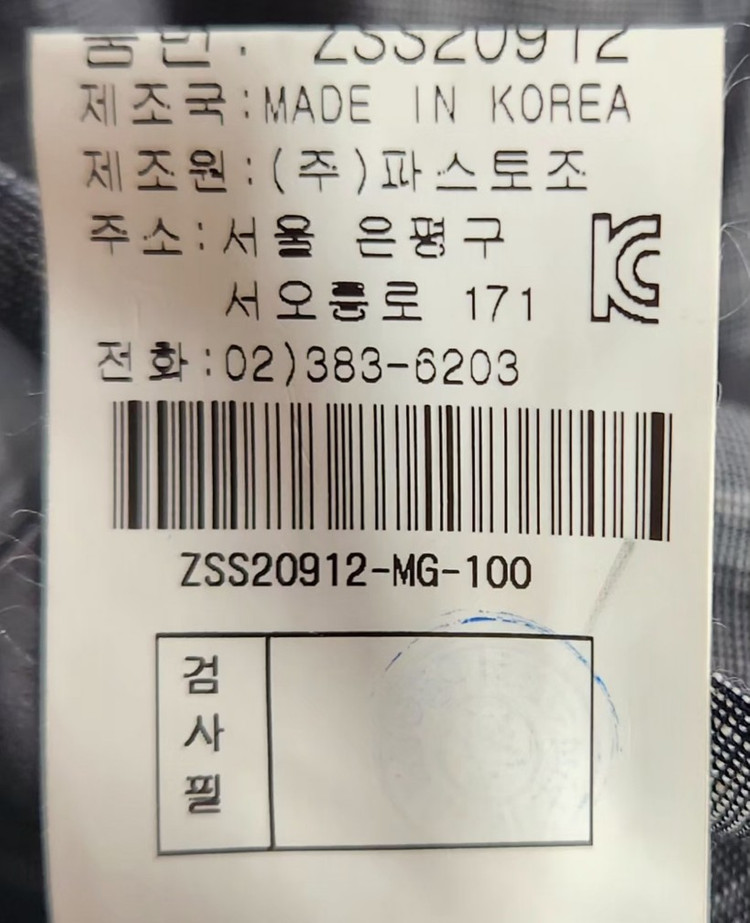 품번: ZSS20912
제조국:MADE IN KOREA
제조원:(주)파스토조
주소:서울 은평구
서오릉로 171
KC
전화:02)383-6203
ZSS20912-MG-100
검사필